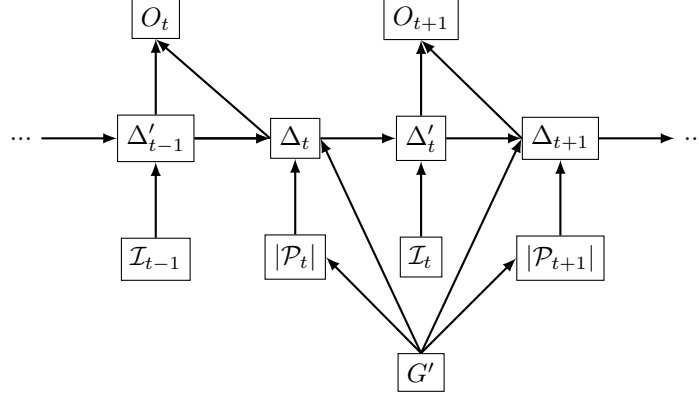 O_t O_{t+1}
... Δ'_{t−1} Δ_t Δ'_t Δ_{t+1} ...
ℐ_{t−1} |𝒫_t| ℐ_t |𝒫_{t+1}|
G′